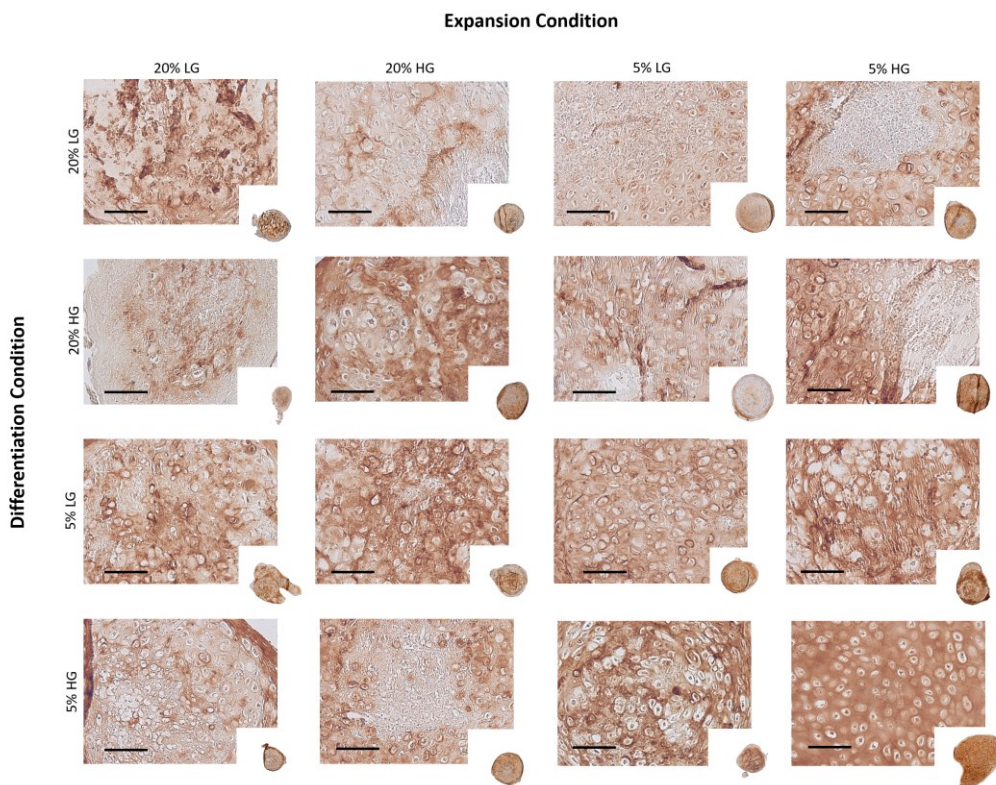 Expansion Condition
20% LG
20% HG
5% LG
5% HG
Differentiation Condition
20% LG
20% HG
5% LG
5% HG